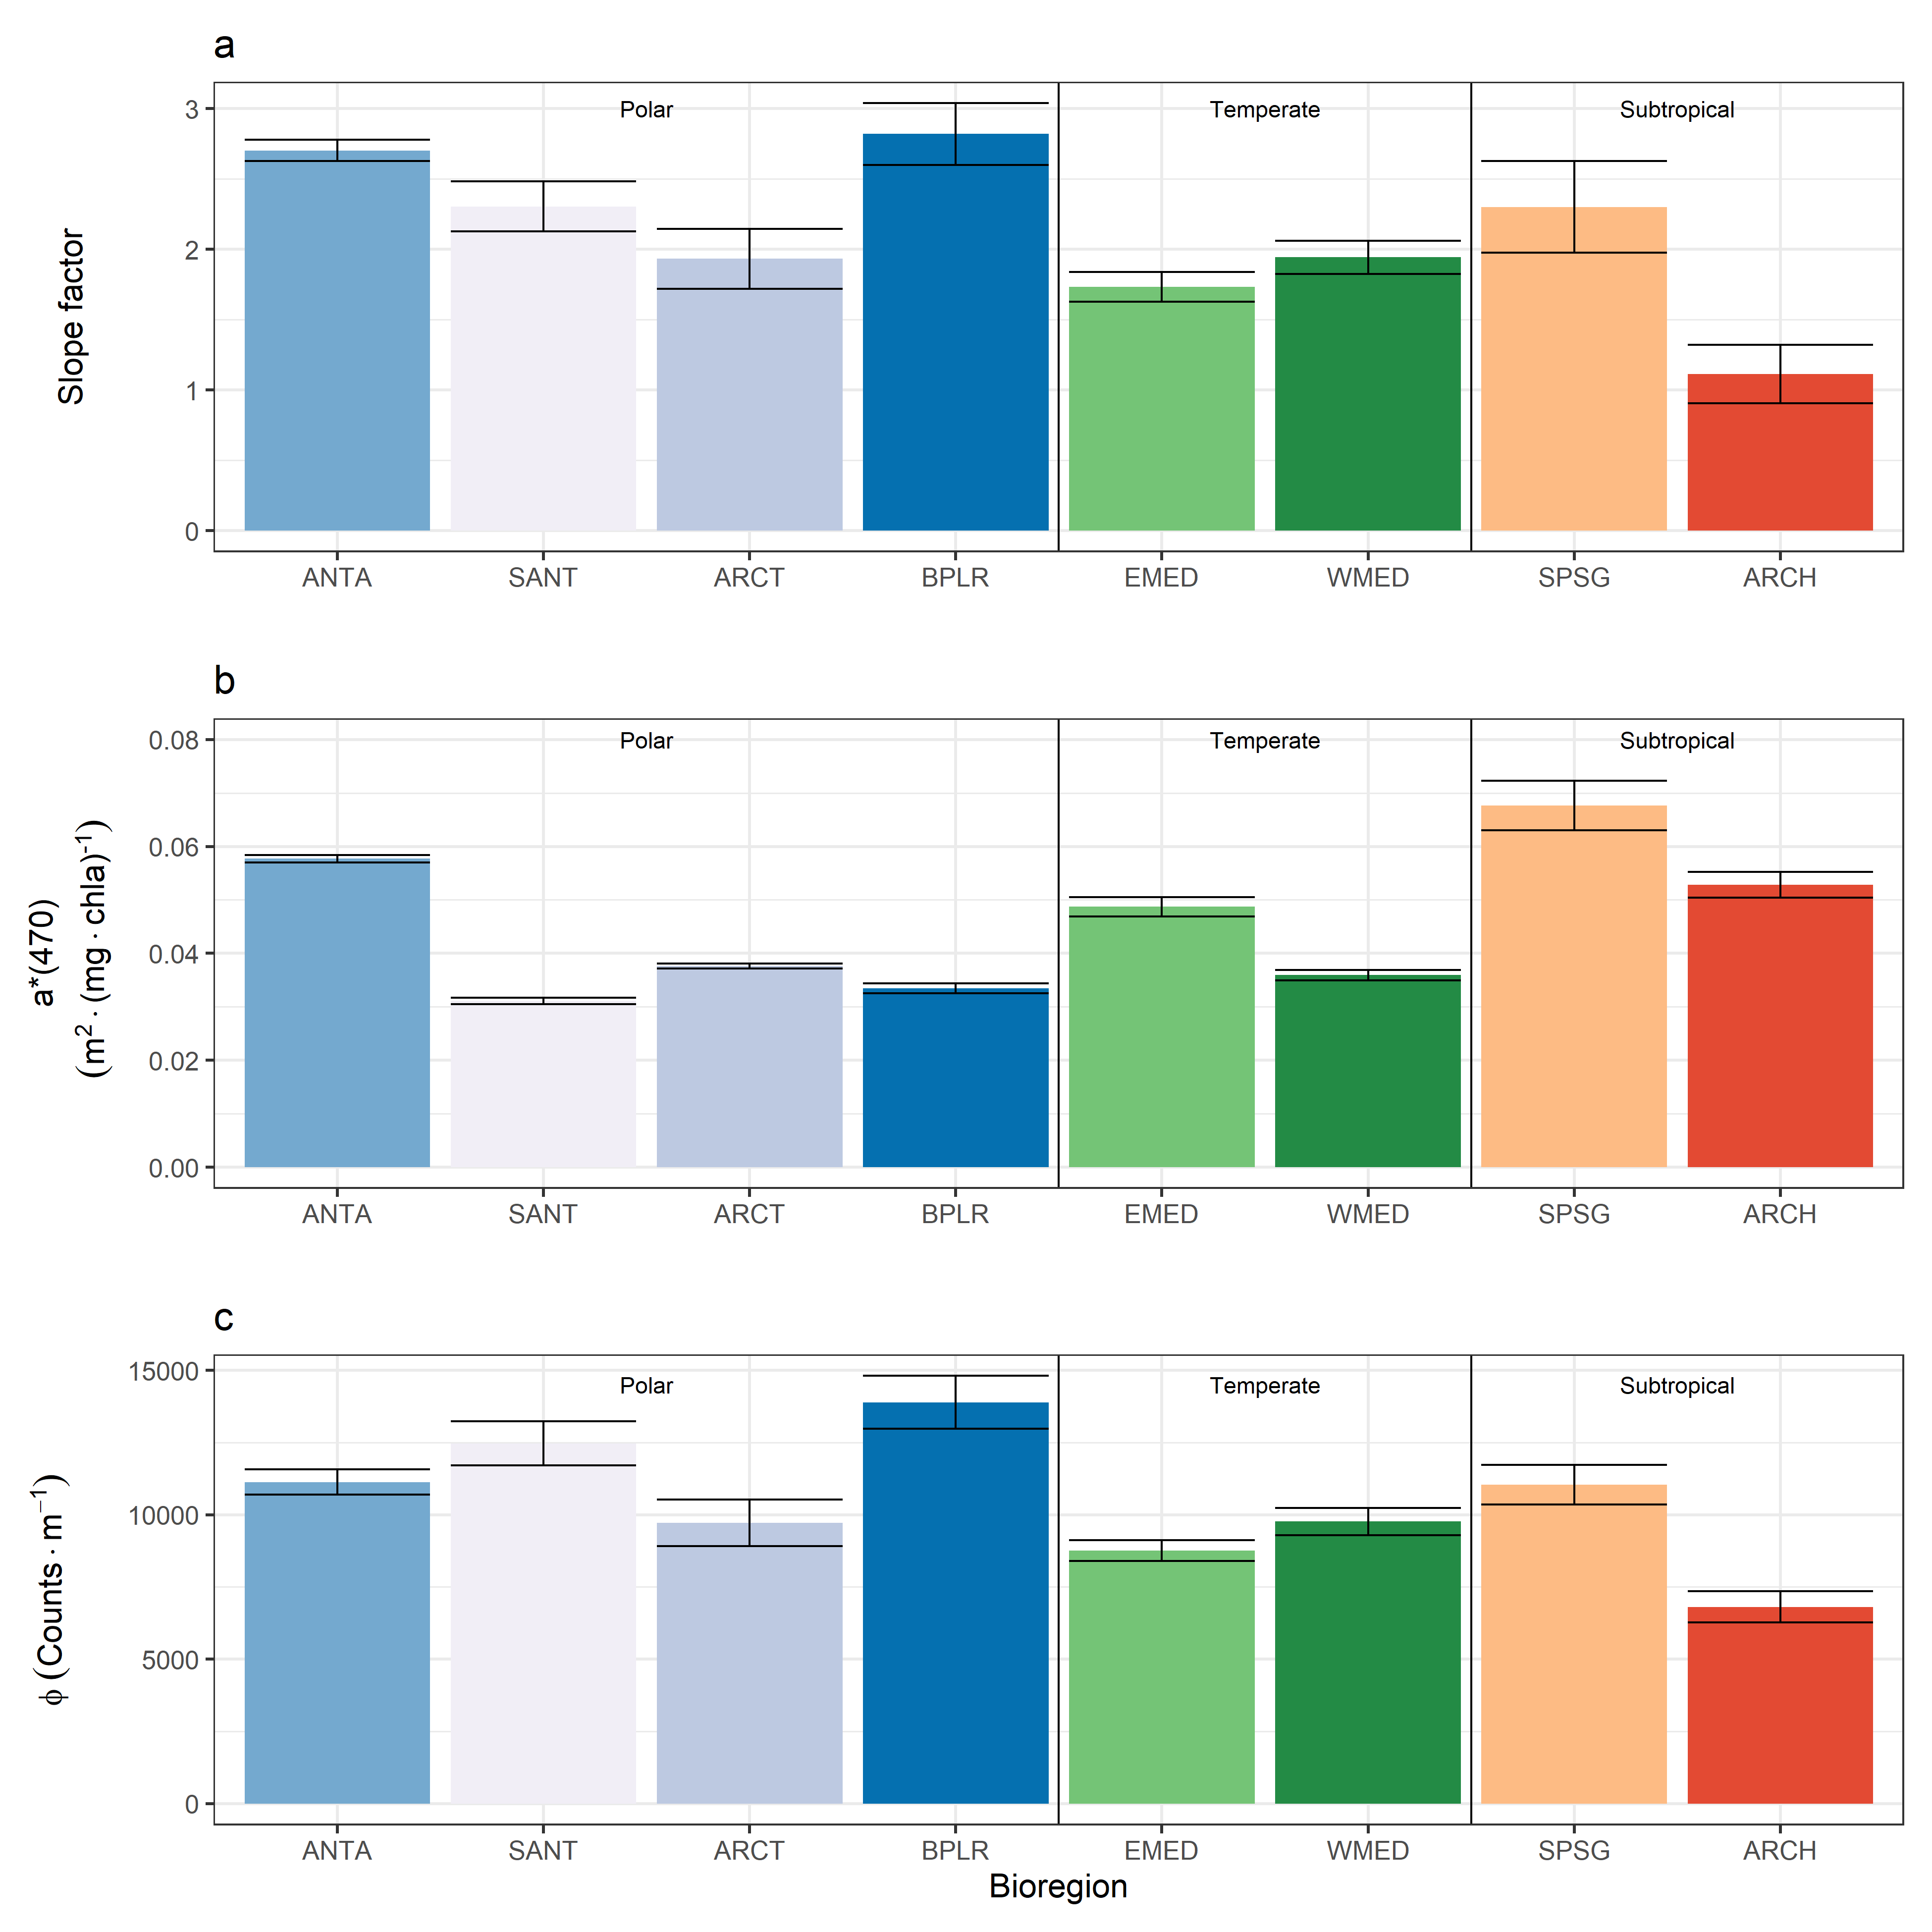 a
Polar Temperate Subtropical
3
2
1
0
Slope factor
ANTA SANT ARCT BPLR EMED WMED SPSG ARCH
b
Polar Temperate Subtropical
0.08
0.06
0.04
0.02
0.00
a*(470)
(m²·(mg·chla)⁻¹)
ANTA SANT ARCT BPLR EMED WMED SPSG ARCH
c
Polar Temperate Subtropical
15000
10000
5000
0
ϕ (Counts·m⁻¹)
ANTA SANT ARCT BPLR EMED WMED SPSG ARCH
Bioregion